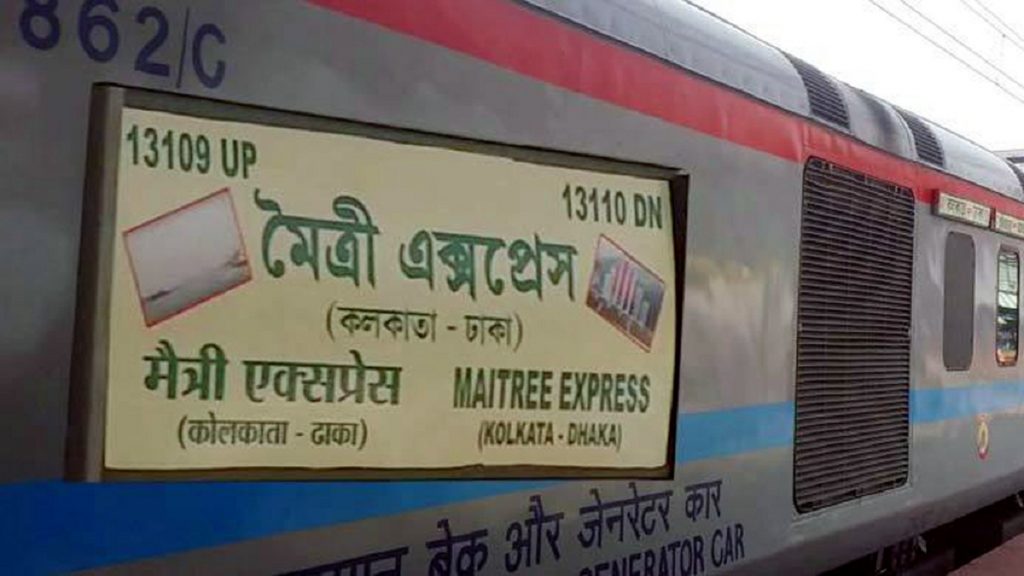 862/C
13109 UP
13110 DN
মৈত্রী এক্সপ্রেস
(কলকাতা - ঢাকা)
मैत्री एक्सप्रेस
MAITREE EXPRESS
(कोलकाता - ढाका)
(KOLKATA - DHAKA)
ब्रेक और जेनरेटर कार
GENERATOR CAR